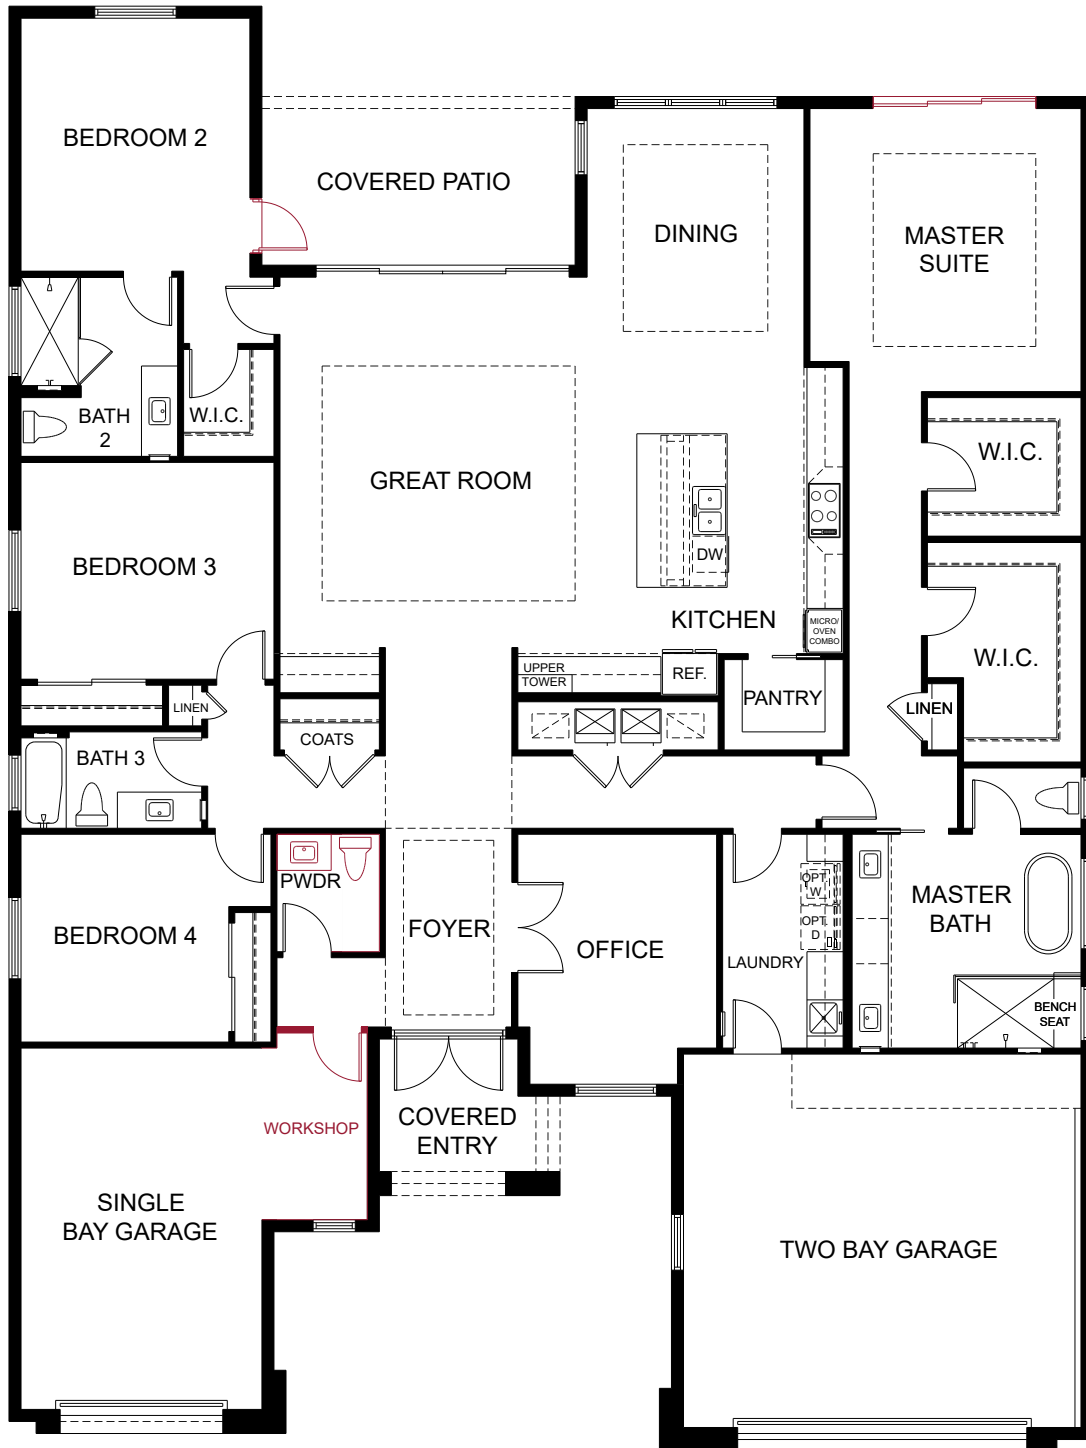 BEDROOM 2
COVERED PATIO
DINING
MASTER
SUITE
BATH
2
W.I.C.
GREAT ROOM
W.I.C.
DW
BEDROOM 3
KITCHEN
MICRO/
OVEN
COMBO
W.I.C.
UPPER
TOWER
REF.
PANTRY
LINEN
LINEN
COATS
BATH 3
PWDR
OPT.
W
OPT.
D
MASTER
BATH
BEDROOM 4
FOYER
OFFICE
LAUNDRY
BENCH
SEAT
WORKSHOP
COVERED
ENTRY
SINGLE
BAY GARAGE
TWO BAY GARAGE